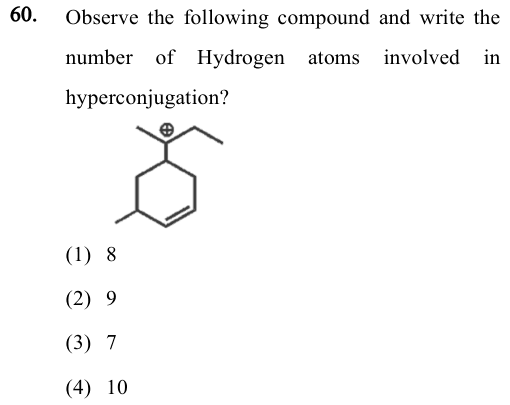 60. Observe the following compound and write the
number of Hydrogen atoms involved in
hyperconjugation?
⊕
(1) 8
(2) 9
(3) 7
(4) 10